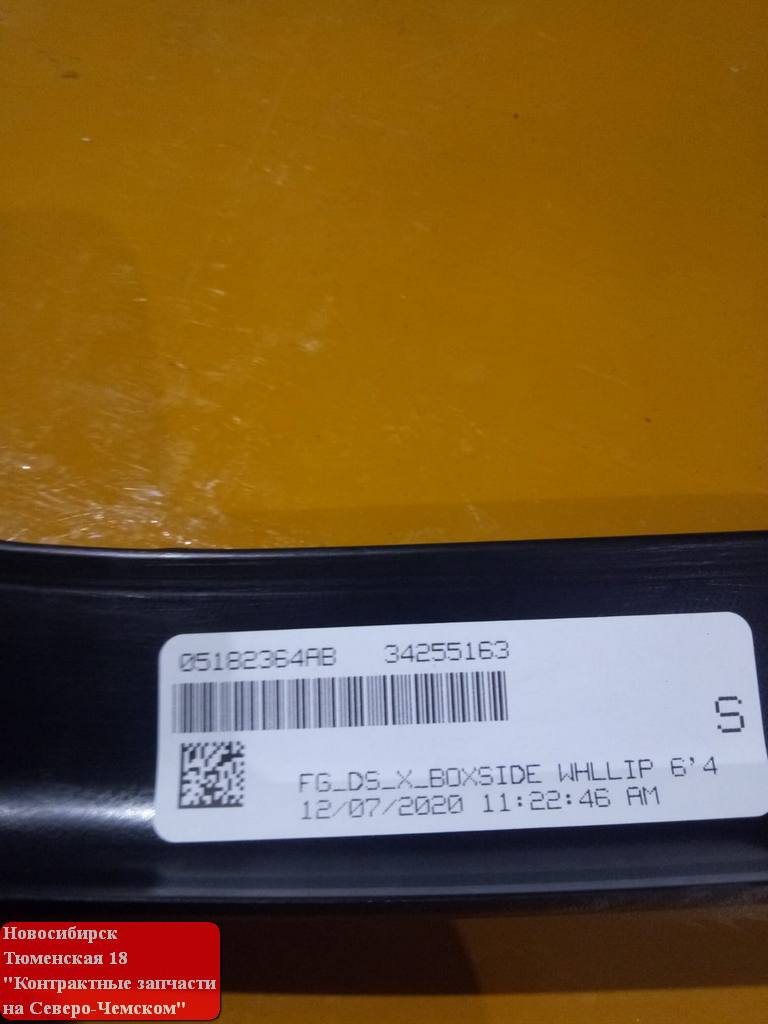 05182364AB 34255163
S
FG_DS_X_BOXSIDE WHLLIP 6'4
12/07/2020 11:22:46 AM
Новосибирск
Тюменская 18
"Контрактные запчасти
на Северо-Чемском"